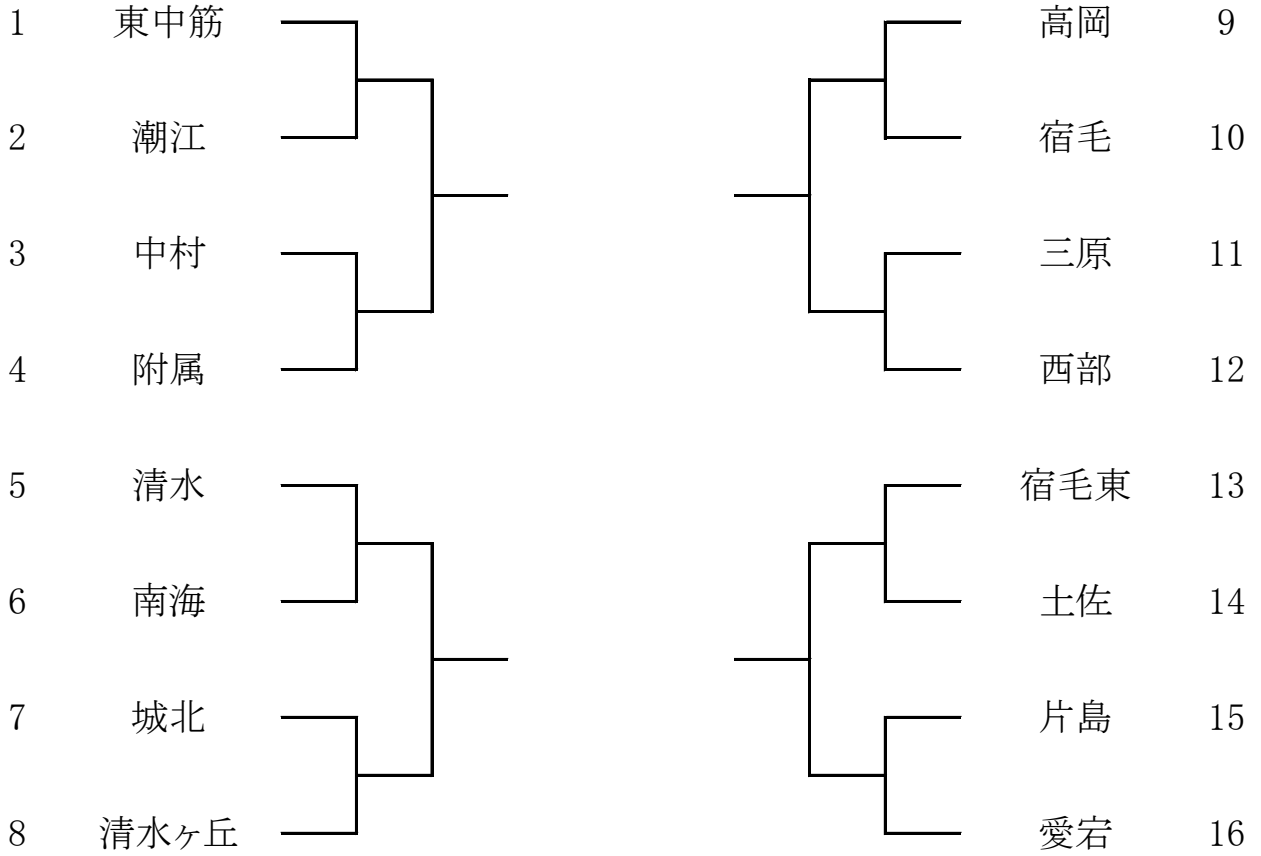 1 東中筋 高岡 9
2 潮江 宿毛 10
3 中村 三原 11
4 附属 西部 12
5 清水 宿毛東 13
6 南海 土佐 14
7 城北 片島 15
8 清水ヶ丘 愛宕 16